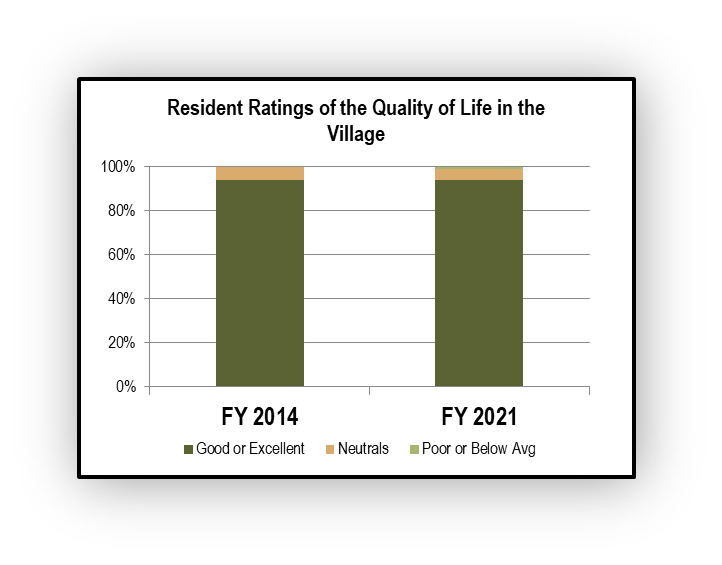 Resident Ratings of the Quality of Life in the
Village
100%
80%
60%
40%
20%
0%
FY 2014 FY 2021
Good or Excellent Neutrals Poor or Below Avg